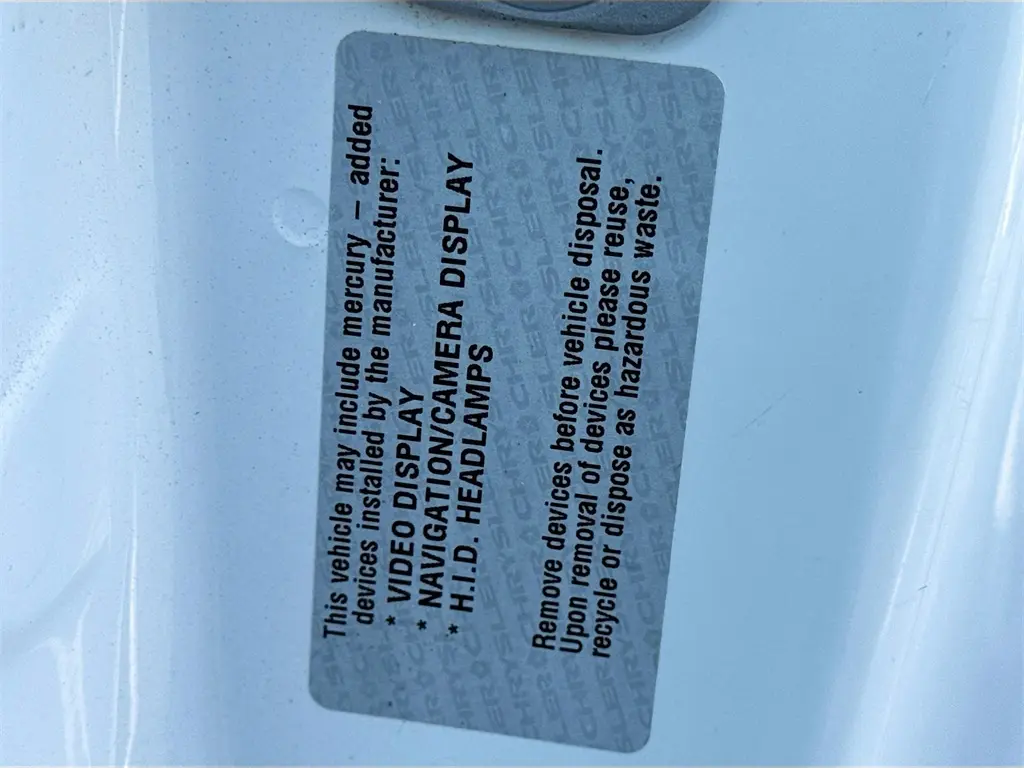 This vehicle may include mercury – added
devices installed by the manufacturer:
* VIDEO DISPLAY
* NAVIGATION/CAMERA DISPLAY
* H.I.D. HEADLAMPS
Remove devices before vehicle disposal.
Upon removal of devices please reuse,
recycle or dispose as hazardous waste.